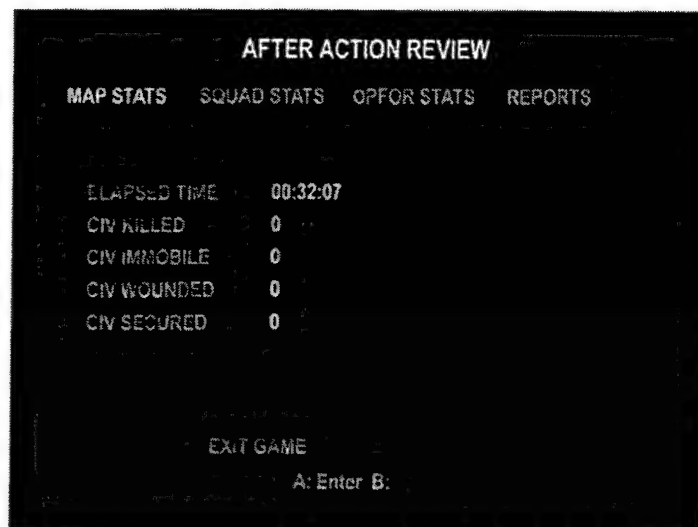 AFTER ACTION REVIEW
MAP STATS SQUAD STATS OPFOR STATS REPORTS
ELAPSED TIME 00:32:07
CIV KILLED 0
CIV IMMOBILE 0
CIV WOUNDED 0
CIV SECURED 0
EXIT GAME
A: Enter B: